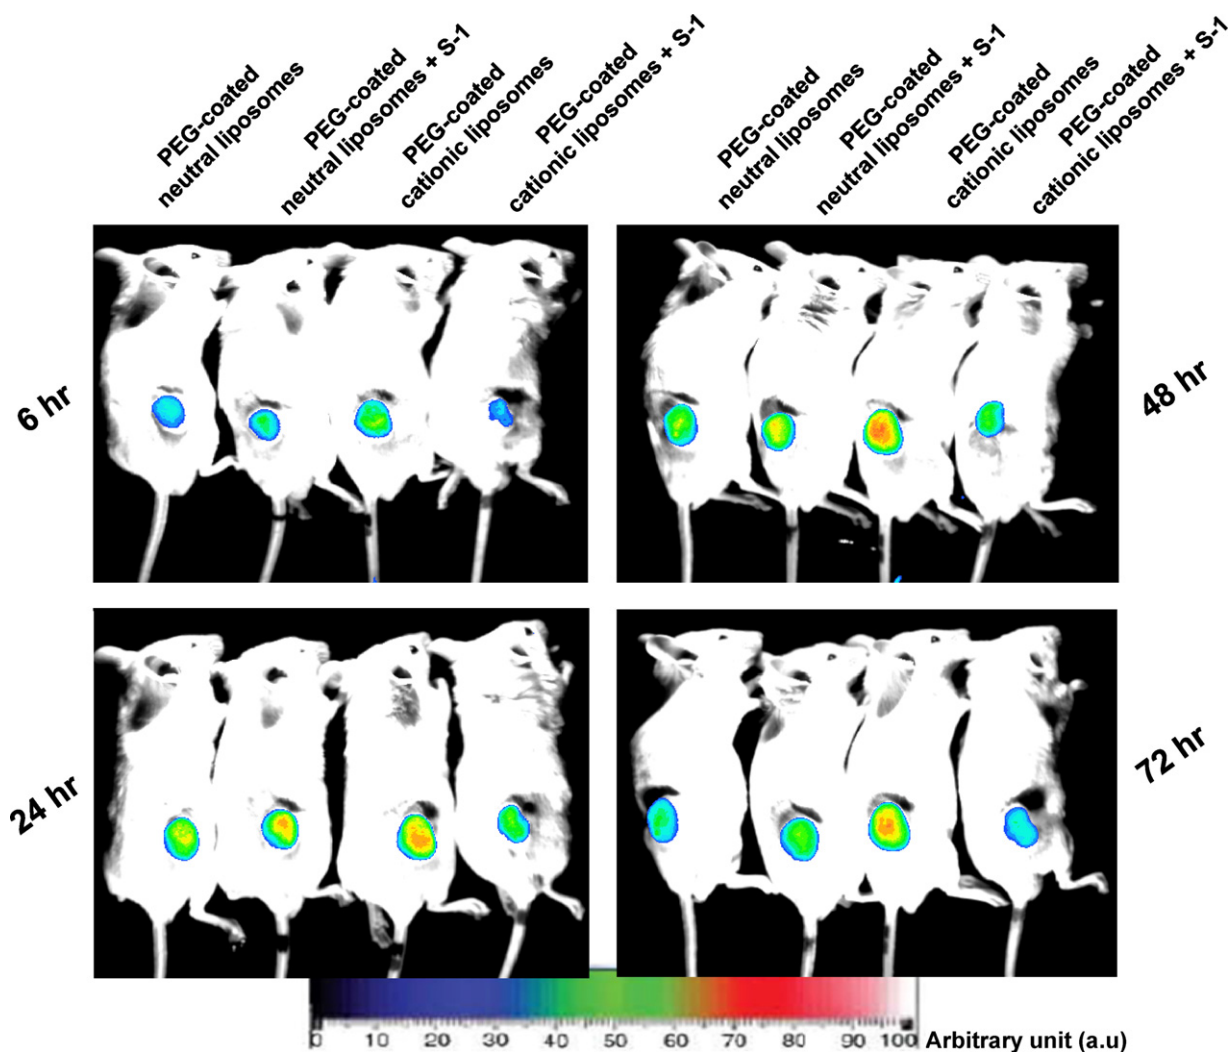 PEG-coated
neutral liposomes
PEG-coated
neutral liposomes + S-1
PEG-coated
cationic liposomes
PEG-coated
cationic liposomes + S-1
PEG-coated
neutral liposomes
PEG-coated
neutral liposomes + S-1
PEG-coated
cationic liposomes
PEG-coated
cationic liposomes + S-1
6 hr
48 hr
24 hr
72 hr
0 10 20 30 40 50 60 70 80 90 100
Arbitrary unit (a.u)